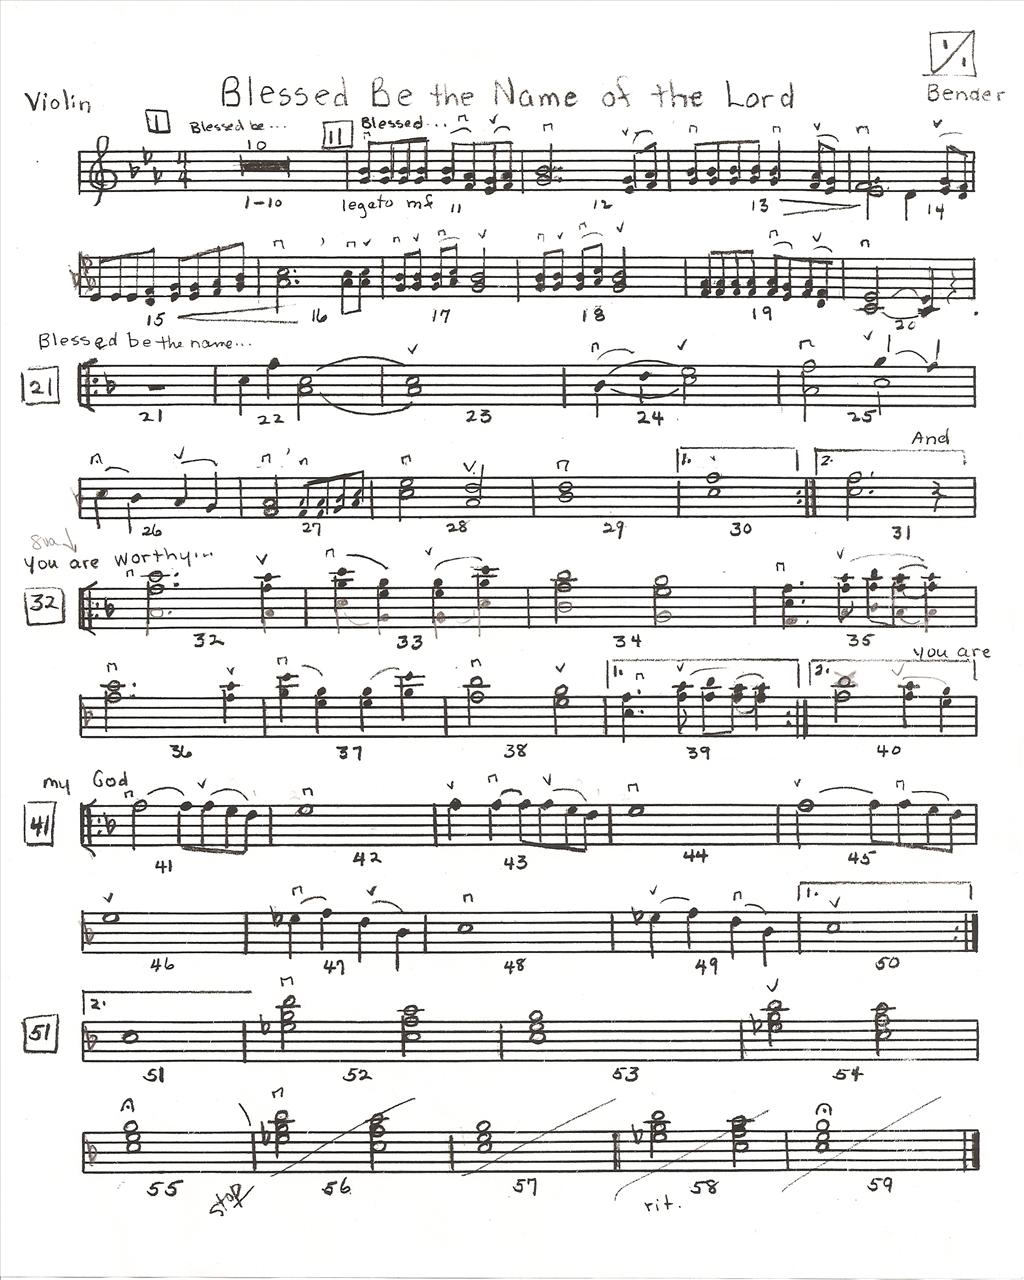 Violin Blessed Be the Name of the Lord Bender
1 Blessed be... 11 Blessed...
4 4 10
1-10 legato mf 11 12 13 14
15 16 17 18 19 20
Blessed be the name...
21
21 22 23 24 25
1. 2. And
26 27 28 29 30 31
8va
You are worthy...
32
32 33 34 35
You are
1. 2.
36 37 38 39 40
my God
41
41 42 43 44 45
1.
46 47 48 49 50
2.
51
51 52 53 54
55 stop 56 57 58 59
rit.